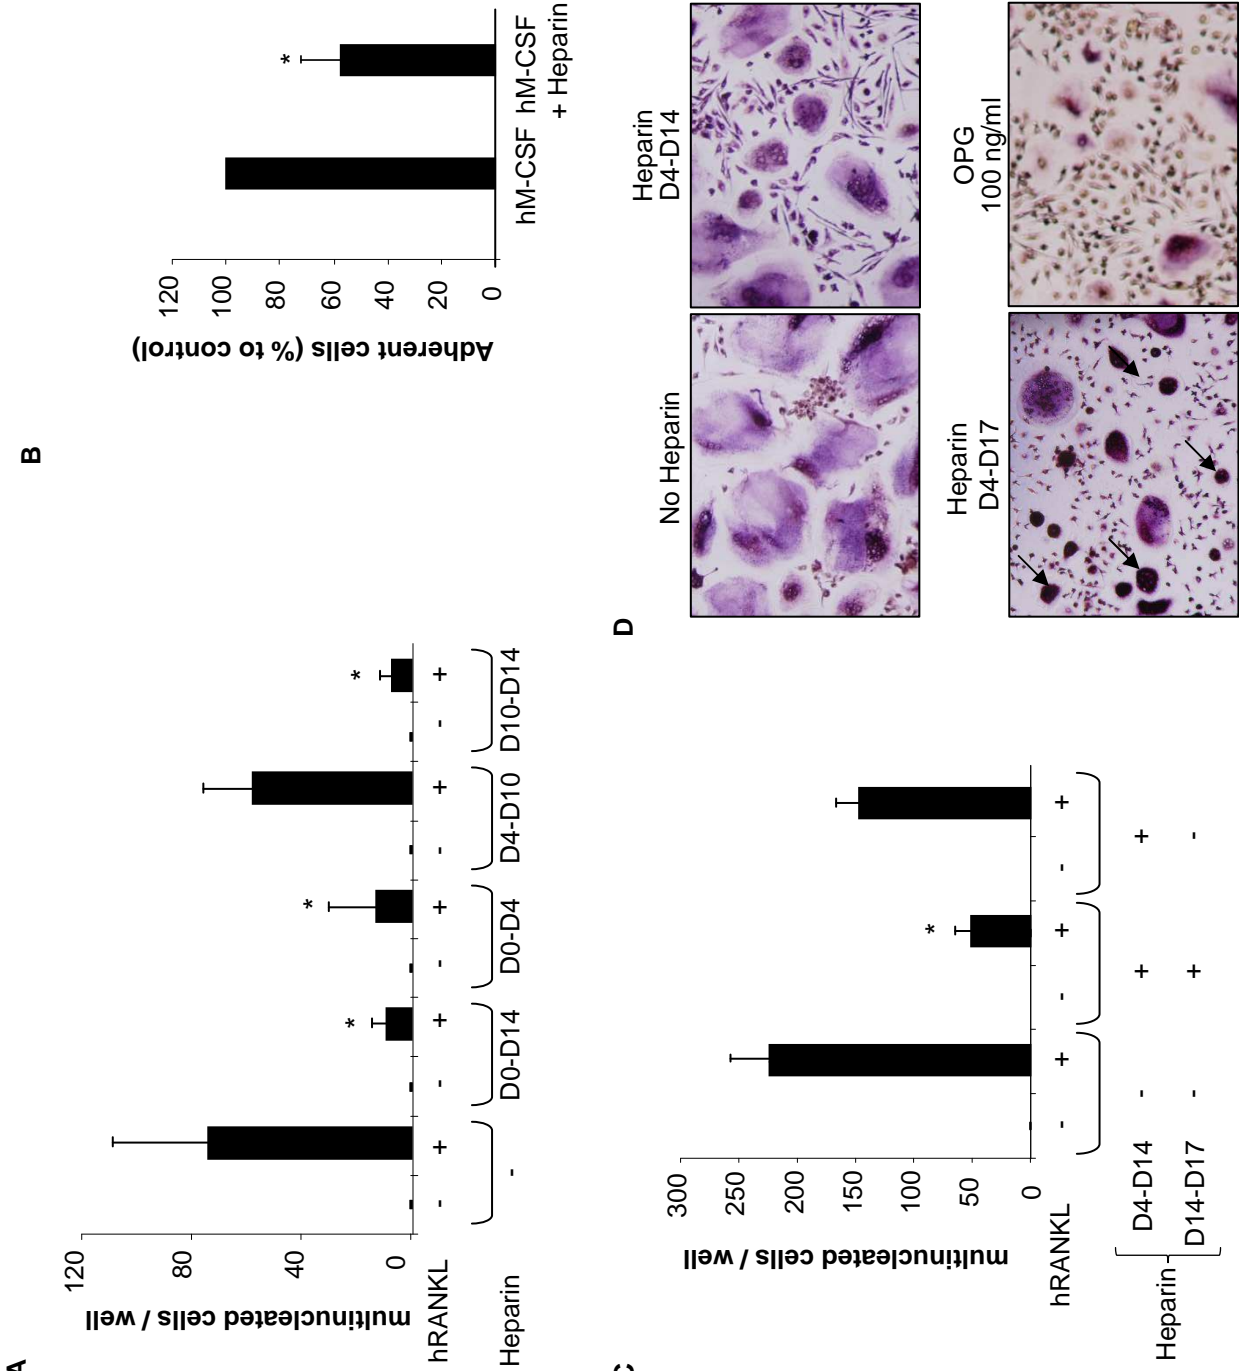 A
multinucleated cells / well
120
80
40
0
* * *
hRANKL - + - + - + - + - +
Heparin - D0-D14 D0-D4 D4-D10 D10-D14
B
Adherent cells (% to control)
120
100
80
60
40
20
0
*
hM-CSF hM-CSF
+ Heparin
C
multinucleated cells / well
300
250
200
150
100
50
0
*
hRANKL - + - + - +
Heparin
D4-D14 - + +
D14-D17 - + -
D
No Heparin
Heparin
D4-D14
Heparin
D4-D17
OPG
100 ng/ml